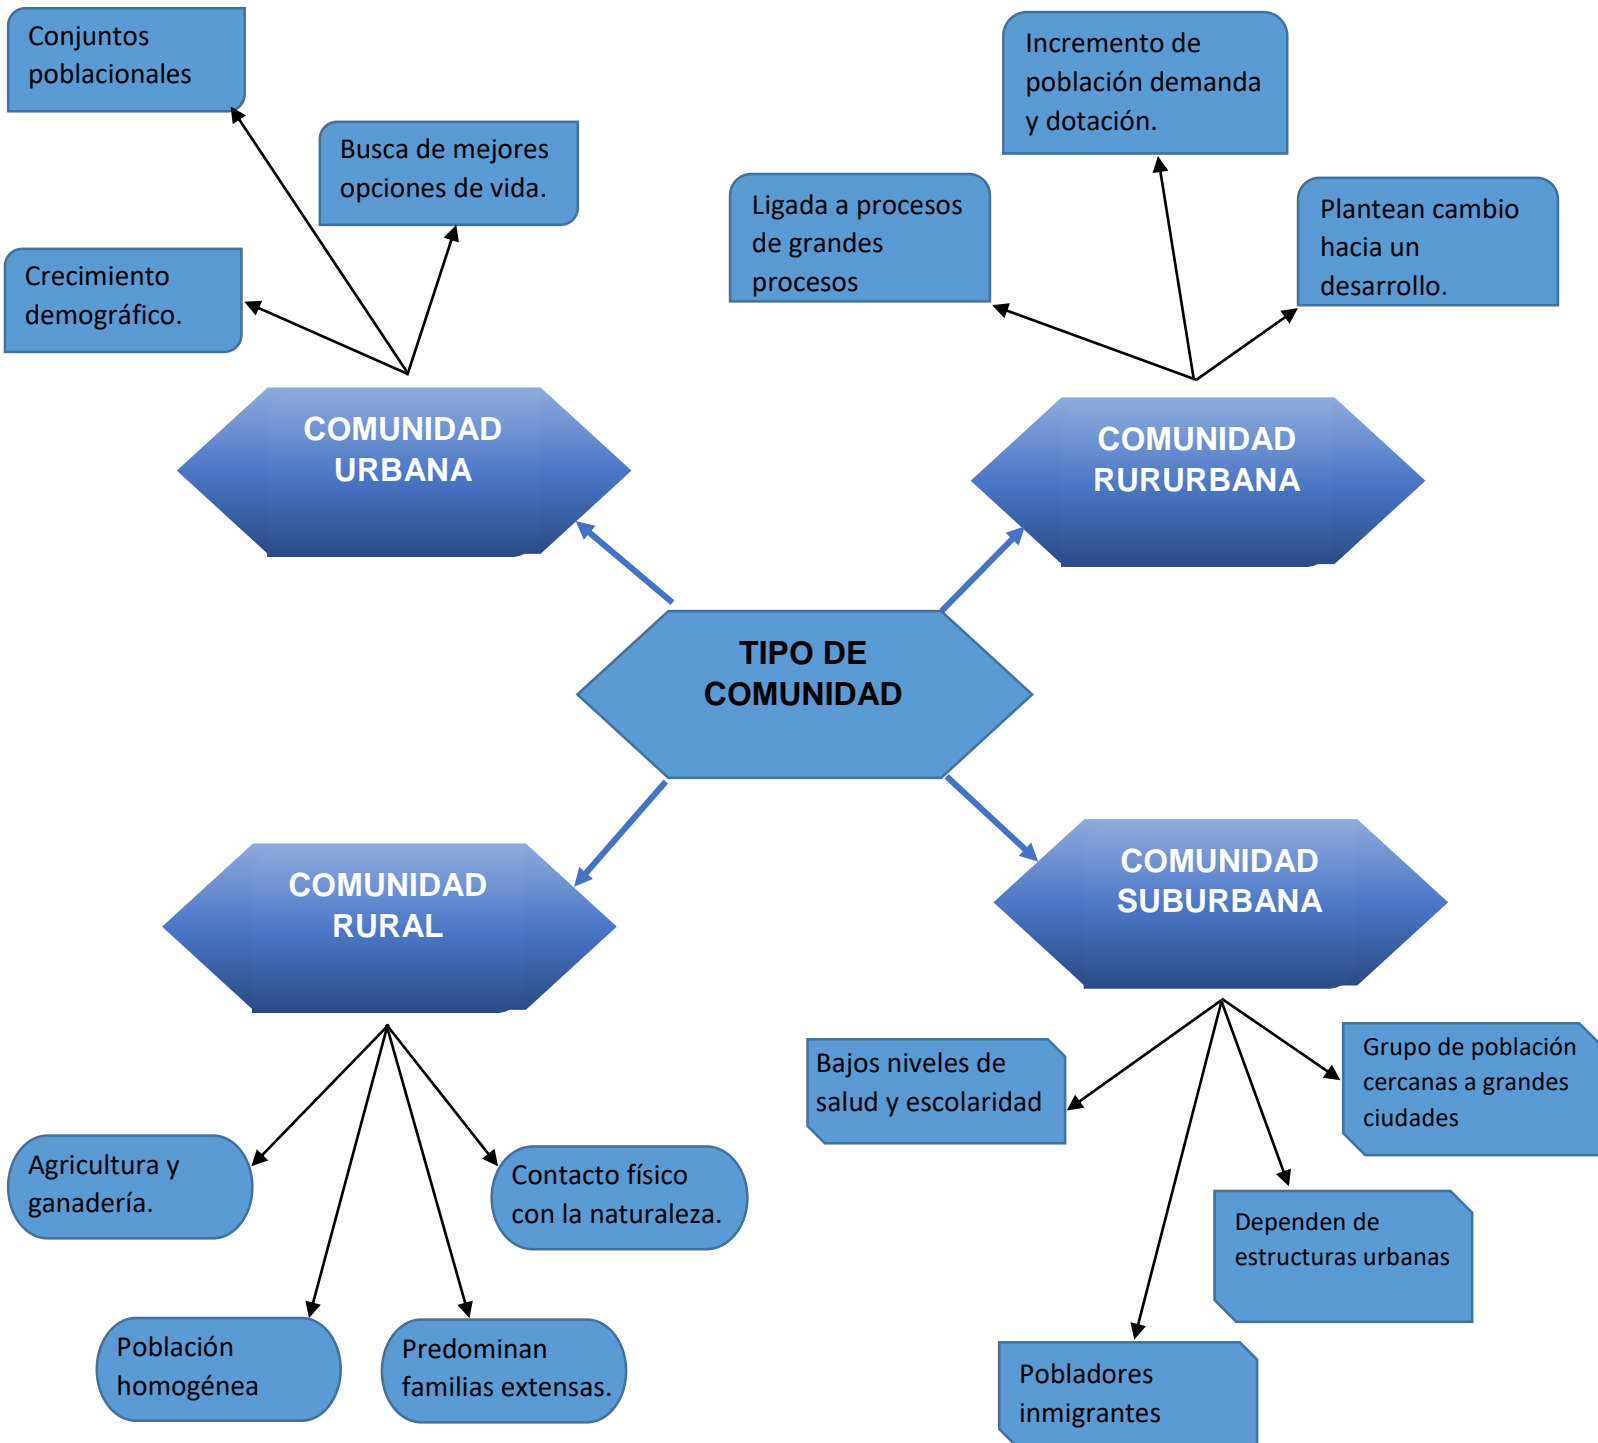 Conjuntos
poblacionales
Busca de mejores
opciones de vida.
Crecimiento
demográfico.
COMUNIDAD
URBANA
Incremento de
población demanda
y dotación.
Ligada a procesos
de grandes
procesos
Plantean cambio
hacia un
desarrollo.
COMUNIDAD
RURURBANA
TIPO DE
COMUNIDAD
COMUNIDAD
RURAL
Agricultura y
ganadería.
Contacto físico
con la naturaleza.
Población
homogénea
Predominan
familias extensas.
COMUNIDAD
SUBURBANA
Bajos niveles de
salud y escolaridad
Grupo de población
cercanas a grandes
ciudades
Dependen de
estructuras urbanas
Pobladores
inmigrantes